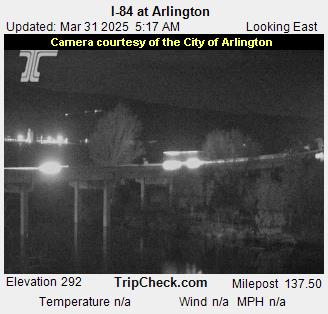 I-84 at Arlington
Updated: Mar 31 2025 5:17 AM Looking East
Camera courtesy of the City of Arlington
Elevation 292 TripCheck.com Milepost 137.50
Temperature n/a Wind n/a MPH n/a